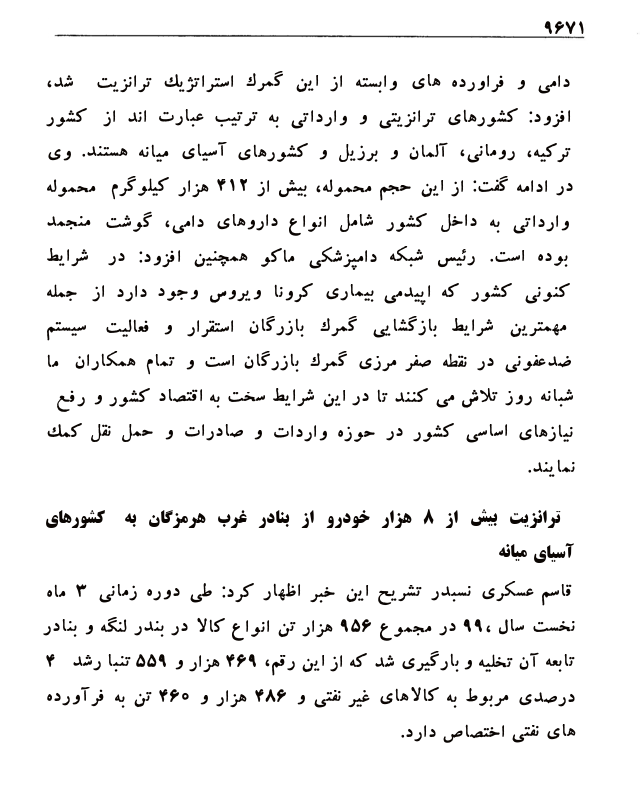 ۹۶۷۱
دامی و فراورده های وابسته از این گمرك استراتژیك ترانزیت شد،
افزود: کشورهای ترانزیتی و وارداتی به ترتیب عبارت اند از کشور
ترکیه، رومانی، آلمان و برزیل و کشورهای آسیای میانه هستند. وی
در ادامه گفت: از این حجم محموله، بیش از ۴۱۲ هزار کیلوگرم محموله
وارداتی به داخل کشور شامل انواع داروهای دامی، گوشت منجمد
بوده است. رئیس شبکه دامپزشکی ماکو همچنین افزود: در شرایط
کنونی کشور که اپیدمی بیماری کرونا ویروس وجود دارد از جمله
مهمترین شرایط بازگشایی گمرك بازرگان استقرار و فعالیت سیستم
ضدعفونی در نقطه صفر مرزی گمرك بازرگان است و تمام همکاران ما
شبانه روز تلاش می کنند تا در این شرایط سخت به اقتصاد کشور و رفع
نیازهای اساسی کشور در حوزه واردات و صادرات و حمل نقل کمك
نمایند.
ترانزیت بیش از ۸ هزار خودرو از بنادر غرب هرمزگان به کشورهای
آسیای میانه
قاسم عسکری نسبدر تشریح این خبر اظهار کرد: طی دوره زمانی ۳ ماه
نخست سال ،۹۹ در مجموع ۹۵۶ هزار تن انواع کالا در بندر لنگه و بنادر
تابعه آن تخلیه و بارگیری شد که از این رقم، ۴۶۹ هزار و ۵۵۹ تنبا رشد ۴
درصدی مربوط به کالاهای غیر نفتی و ۴۸۶ هزار و ۴۶۰ تن به فرآورده
های نفتی اختصاص دارد.